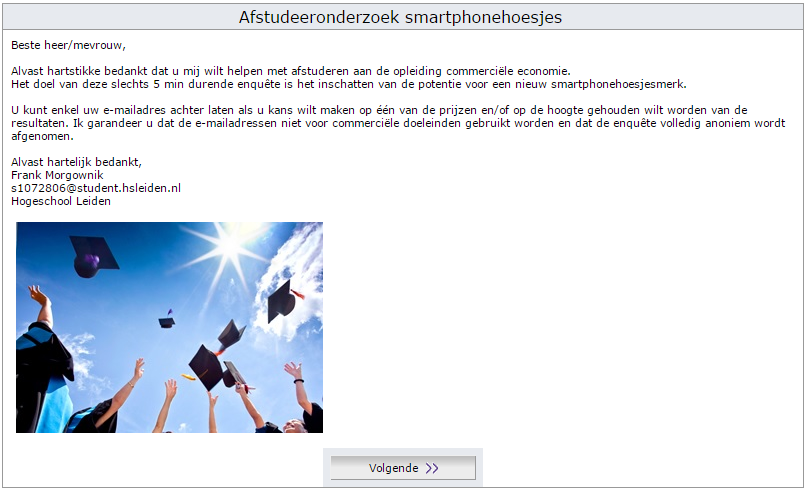 Afstudeeronderzoek smartphonehoesjes
Beste heer/mevrouw,
Alvast hartstikke bedankt dat u mij wilt helpen met afstuderen aan de opleiding commerciële economie.
Het doel van deze slechts 5 min durende enquête is het inschatten van de potentie voor een nieuw smartphonehoesjesmerk.
U kunt enkel uw e-mailadres achter laten als u kans wilt maken op één van de prijzen en/of op de hoogte gehouden wilt worden van de
resultaten. Ik garandeer u dat de e-mailadressen niet voor commerciële doeleinden gebruikt worden en dat de enquête volledig anoniem wordt
afgenomen.
Alvast hartelijk bedankt,
Frank Morgownik
s1072806@student.hsleiden.nl
Hogeschool Leiden
Volgende >>